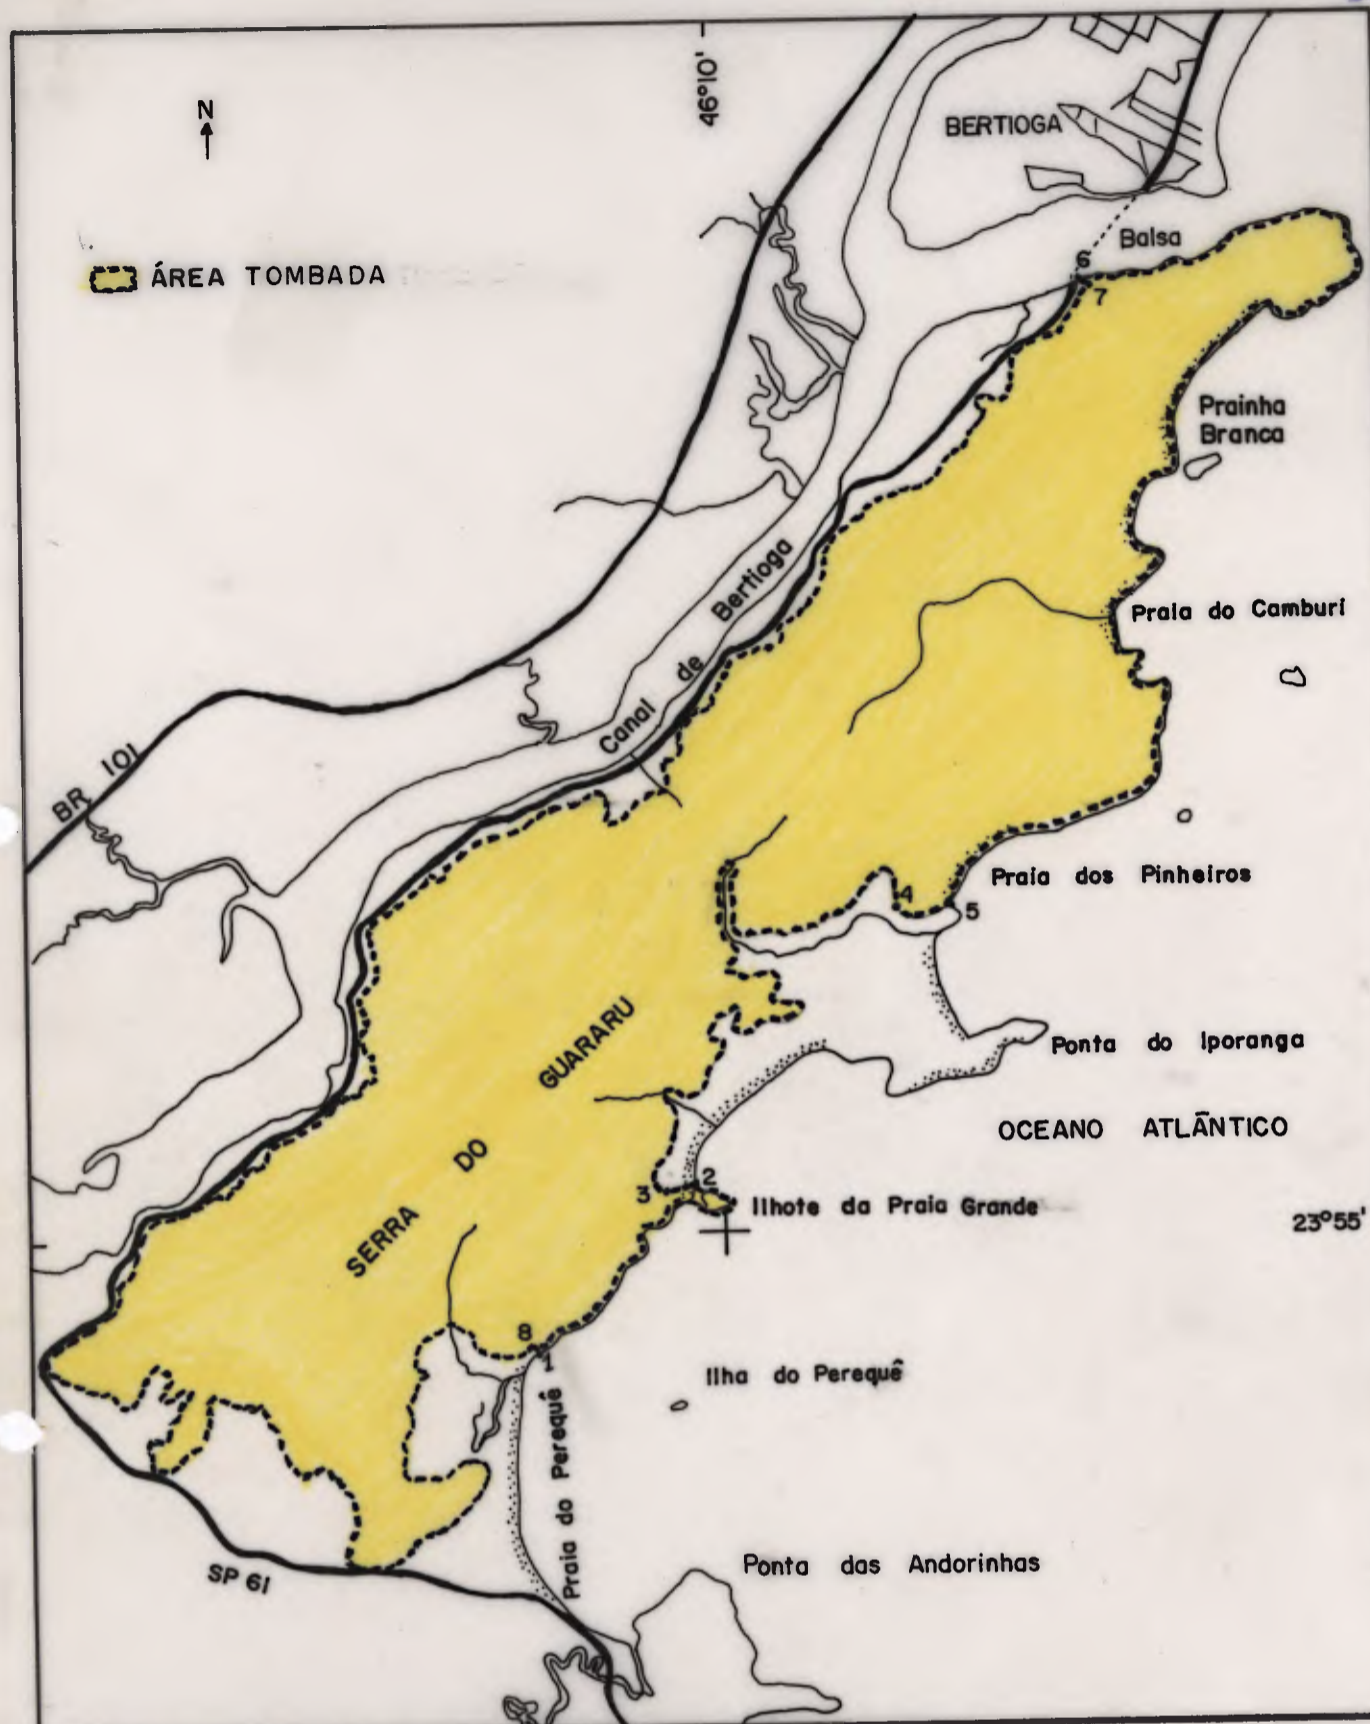 46°10'
N
BERTIOGA
Balsa
ÁREA TOMBADA
6
7
Prainha
Branca
Praia do Camburi
Canal de Bertioga
BR 101
Praia dos Pinheiros
4
5
Ponta do Iporanga
OCEANO ATLÂNTICO
SERRA DO GUARARU
2
3
Ilhote da Praia Grande
23°55'
8
1
Ilha do Perequê
Praia do Perequê
Ponta das Andorinhas
SP 61